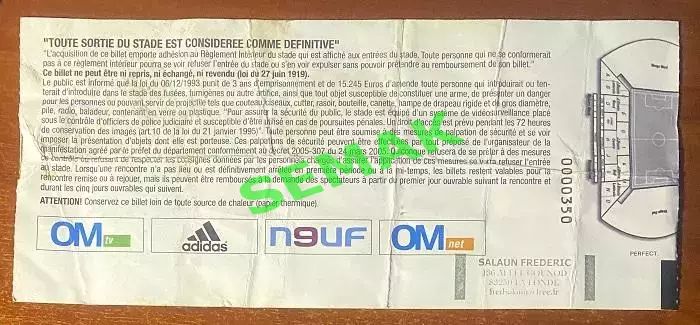 "TOUTE SORTIE DU STADE EST CONSIDEREE COMME DEFINITIVE"
"L'acquisition de ce billet emporte adhésion au Règlement Intérieur du stade qui est affiché aux entrées du stade. Toute personne qui ne se conformerait
pas à ce règlement intérieur pourra se voir refuser l'entrée du stade ou s'en voir expulser sans pouvoir prétendre au remboursement de son billet."
Ce billet ne peut être ni repris, ni échangé, ni revendu (loi du 27 juin 1919).
Le public est informé que la loi du 06/12/1993 punit de 3 ans d'emprisonnement et de 15.245 Euros d'amende toute personne qui introduirait ou ten-
terait d'introduire dans le stade des fusées, fumigènes ou autre artifice, ainsi que tout objet susceptible de constituer une arme, de présenter un danger
pour les personnes ou pouvant servir de projectile tels que couteau, ciseaux, cutter, rasoir, bouteille, canette, hampe de drapeau rigide et de gros diamètre,
pile, radio, baladeur, contenant en verre ou plastique. "Pour assurer la sécurité du public, le stade est équipé d'un système de vidéosurveillance placé
sous le contrôle d'officiers de police judiciaire et susceptible d'être utilisé en cas de poursuites pénales. Un droit d'accès est prévu pendant les 72 heures
de conservation des images (art.10 de la loi du 21 janvier 1995)". Toute personne peut être soumise à des palpation de sécurité et se voir
imposer la présentation d'objets dont elle est porteuse. Ces palpations de sécurité peuvent être effectuées par proposé de l'organisateur de la
manifestation agréé par le préfet du département conformément au décret 2005-307 du 24 mars 2005. Quiconque refusera de se prêter à des mesures
de contrôle ou refusant de respecter les consignes données par les personnes de ces mesures se verra refuser l'entrée
au stade. Lorsqu'une rencontre n'a pas lieu ou est définitivement arrêtée en première période ou à la mi-temps, les billets restent valables pour la
rencontre remise ou à rejouer, mais ils peuvent être remboursés à la demande des spectateurs à partir du premier jour ouvrable suivant la rencontre et
durant les cinq jours ouvrables qui suivent.
ATTENTION! Conservez ce billet loin de toute source de chaleur (papier thermique).
SEMAK
OM tv
adidas
n9uf
OM net
0000350
SALAUN FREDERIC
83250 LA LONDE
PERFECT